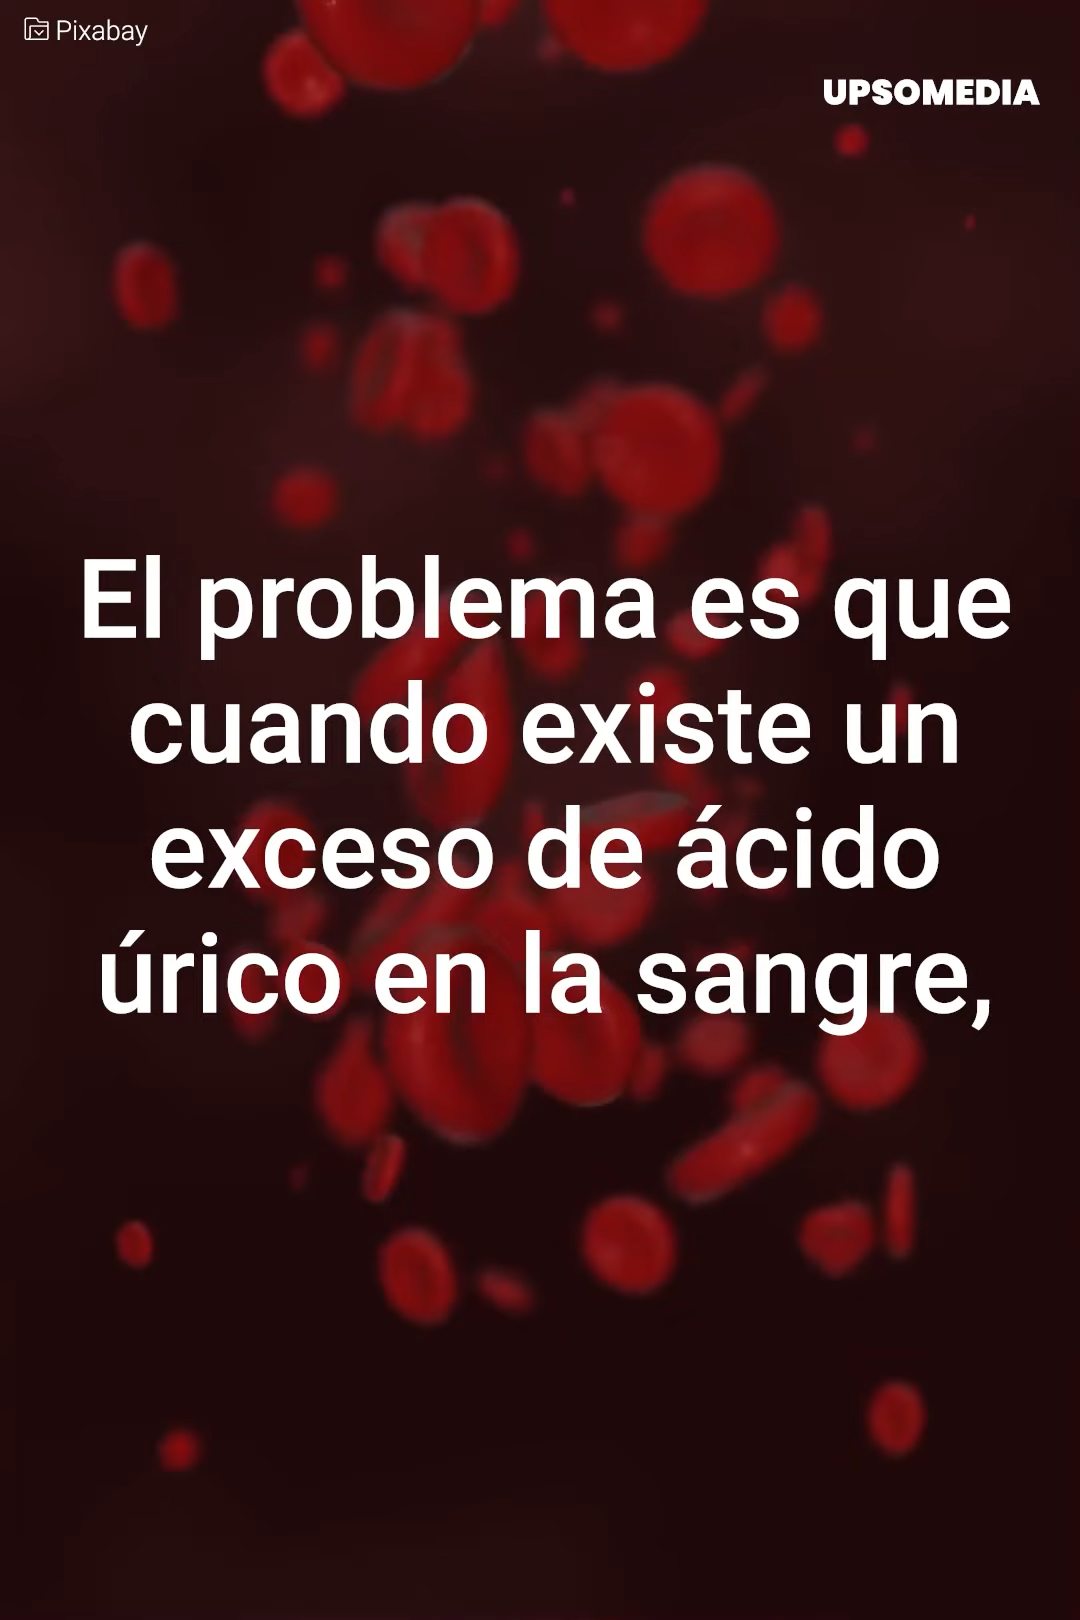 Pixabay
UPSOMEDIA
El problema es que
cuando existe un
exceso de ácido
úrico en la sangre,